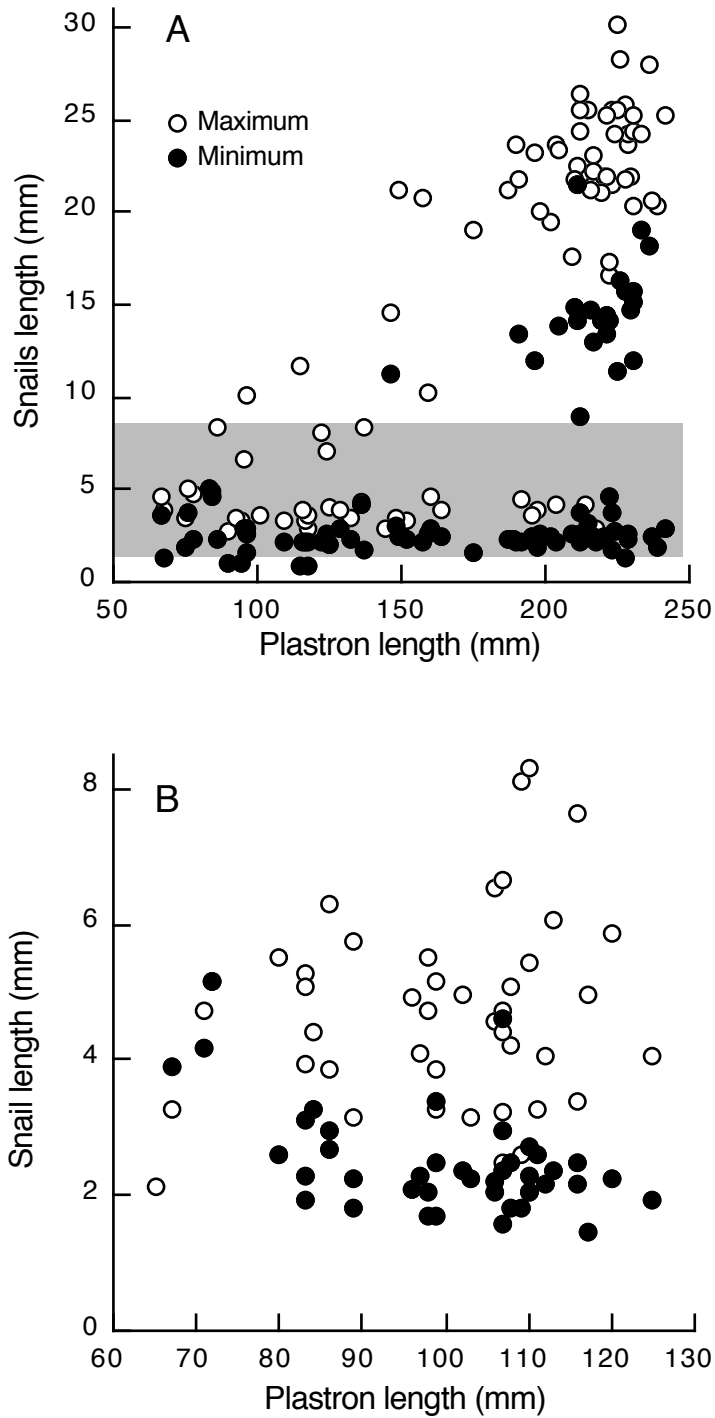 A
30
25
20
15
10
5
0
Maximum
Minimum
Snails length (mm)
50 100 150 200 250
Plastron length (mm)
B
8
6
4
2
0
Snail length (mm)
60 70 80 90 100 110 120 130
Plastron length (mm)